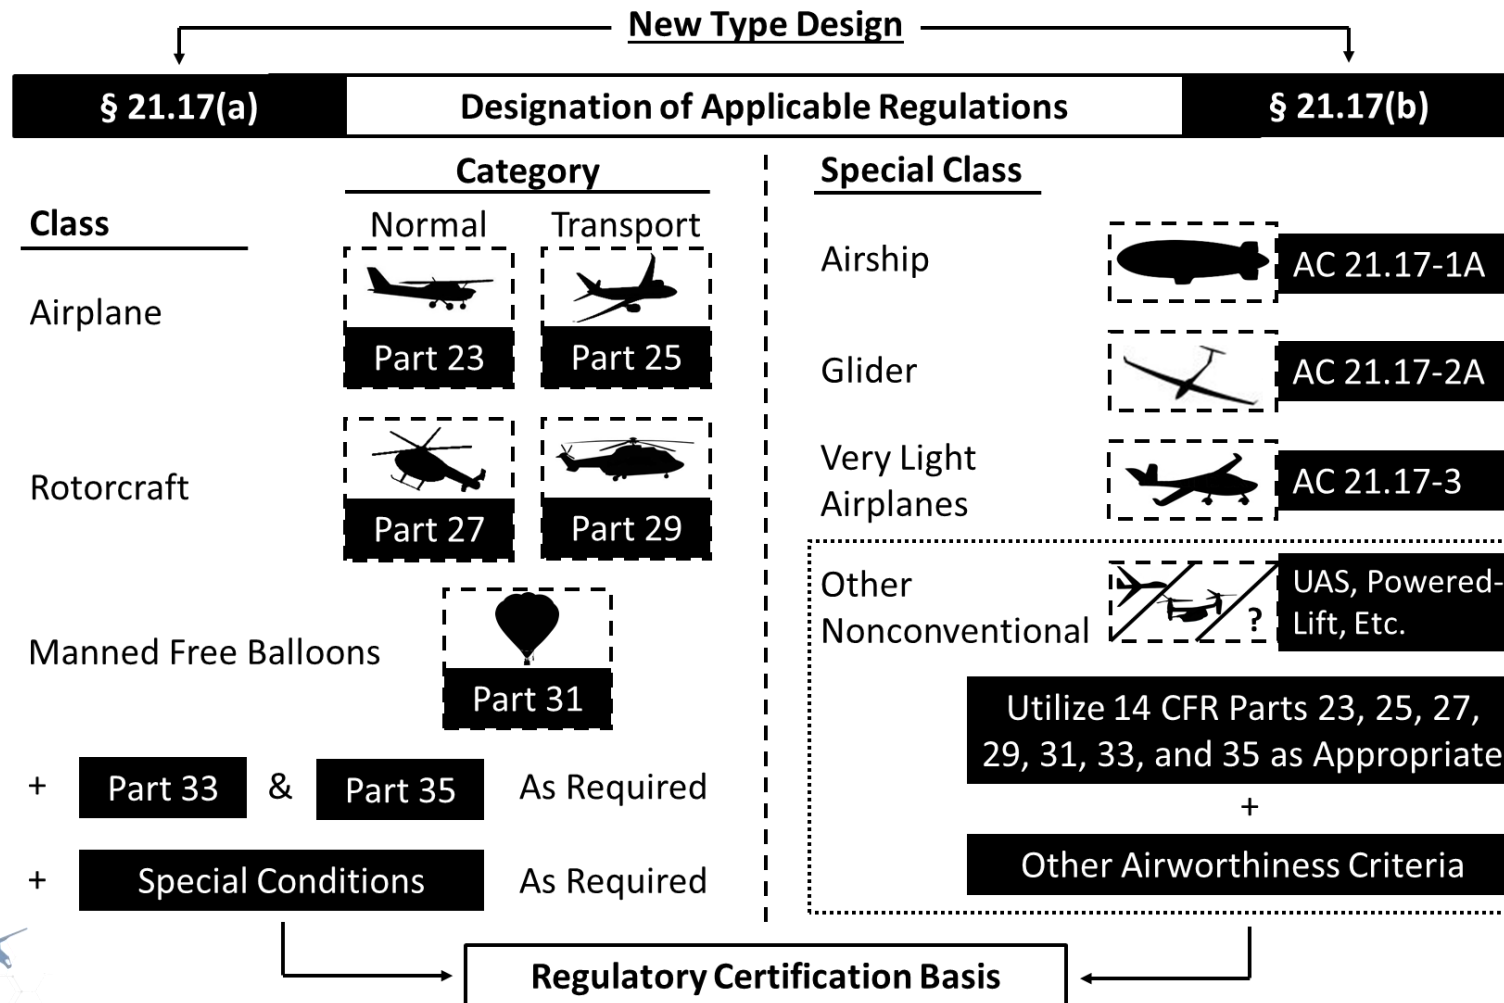 New Type Design
§ 21.17(a)
Designation of Applicable Regulations
§ 21.17(b)
Category
Class
Normal
Transport
Airplane
Part 23
Part 25
Rotorcraft
Part 27
Part 29
Manned Free Balloons
Part 31
+ Part 33 & Part 35 As Required
+ Special Conditions As Required
Special Class
Airship
AC 21.17-1A
Glider
AC 21.17-2A
Very Light
Airplanes
AC 21.17-3
Other
Nonconventional
?
UAS, Powered-
Lift, Etc.
Utilize 14 CFR Parts 23, 25, 27,
29, 31, 33, and 35 as Appropriate
+
Other Airworthiness Criteria
Regulatory Certification Basis